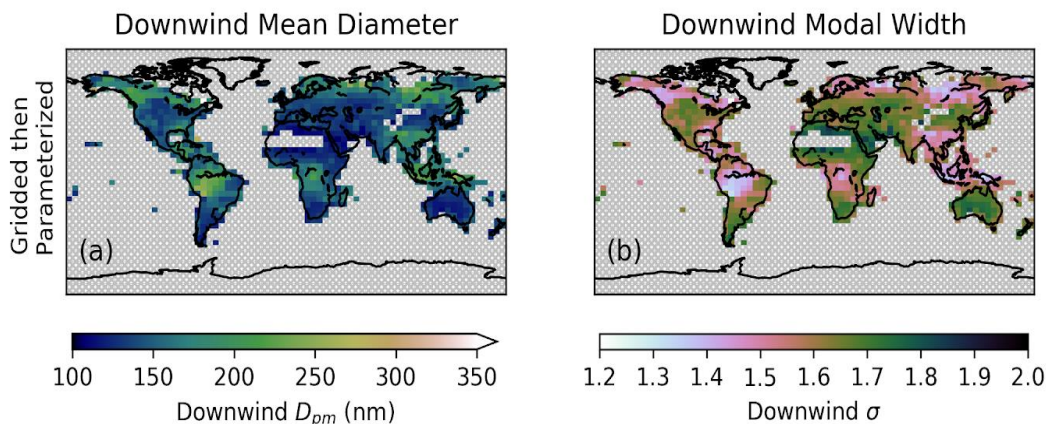 Downwind Mean Diameter
Downwind Modal Width
Gridded then
Parameterized
(a)
(b)
100 150 200 250 300 350
Downwind Dpm (nm)
1.2 1.3 1.4 1.5 1.6 1.7 1.8 1.9 2.0
Downwind σ